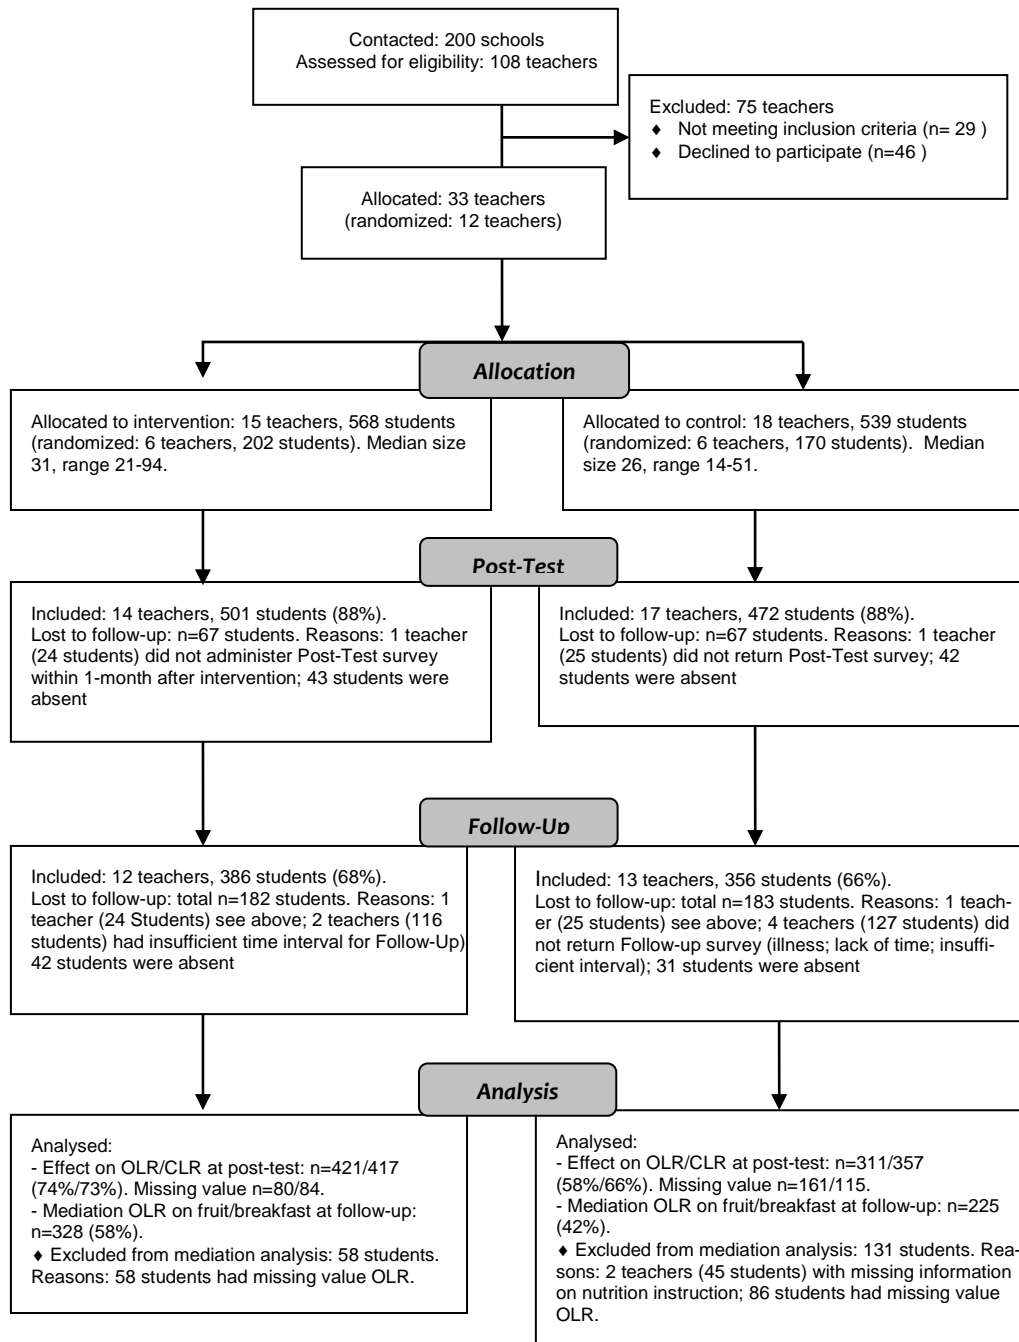 Contacted: 200 schools
Assessed for eligibility: 108 teachers
Excluded: 75 teachers
♦ Not meeting inclusion criteria (n= 29 )
♦ Declined to participate (n=46 )
Allocated: 33 teachers
(randomized: 12 teachers)
Allocation
Allocated to intervention: 15 teachers, 568 students
(randomized: 6 teachers, 202 students). Median size
31, range 21-94.
Allocated to control: 18 teachers, 539 students
(randomized: 6 teachers, 170 students). Median
size 26, range 14-51.
Post-Test
Included: 14 teachers, 501 students (88%).
Lost to follow-up: n=67 students. Reasons: 1 teacher
(24 students) did not administer Post-Test survey
within 1-month after intervention; 43 students were
absent
Included: 17 teachers, 472 students (88%).
Lost to follow-up: n=67 students. Reasons: 1 teacher
(25 students) did not return Post-Test survey; 42
students were absent
Follow-Up
Included: 12 teachers, 386 students (68%).
Lost to follow-up: total n=182 students. Reasons: 1
teacher (24 Students) see above; 2 teachers (116
students) had insufficient time interval for Follow-Up)
42 students were absent
Included: 13 teachers, 356 students (66%).
Lost to follow-up: total n=183 students. Reasons: 1 teach-
er (25 students) see above; 4 teachers (127 students) did
not return Follow-up survey (illness; lack of time; insuffi-
cient interval); 31 students were absent
Analysis
Analysed:
- Effect on OLR/CLR at post-test: n=421/417
(74%/73%). Missing value n=80/84.
- Mediation OLR on fruit/breakfast at follow-up:
n=328 (58%).
♦ Excluded from mediation analysis: 58 students.
Reasons: 58 students had missing value OLR.
Analysed:
- Effect on OLR/CLR at post-test: n=311/357
(58%/66%). Missing value n=161/115.
- Mediation OLR on fruit/breakfast at follow-up: n=225
(42%).
♦ Excluded from mediation analysis: 131 students. Rea-
sons: 2 teachers (45 students) with missing information
on nutrition instruction; 86 students had missing value
OLR.